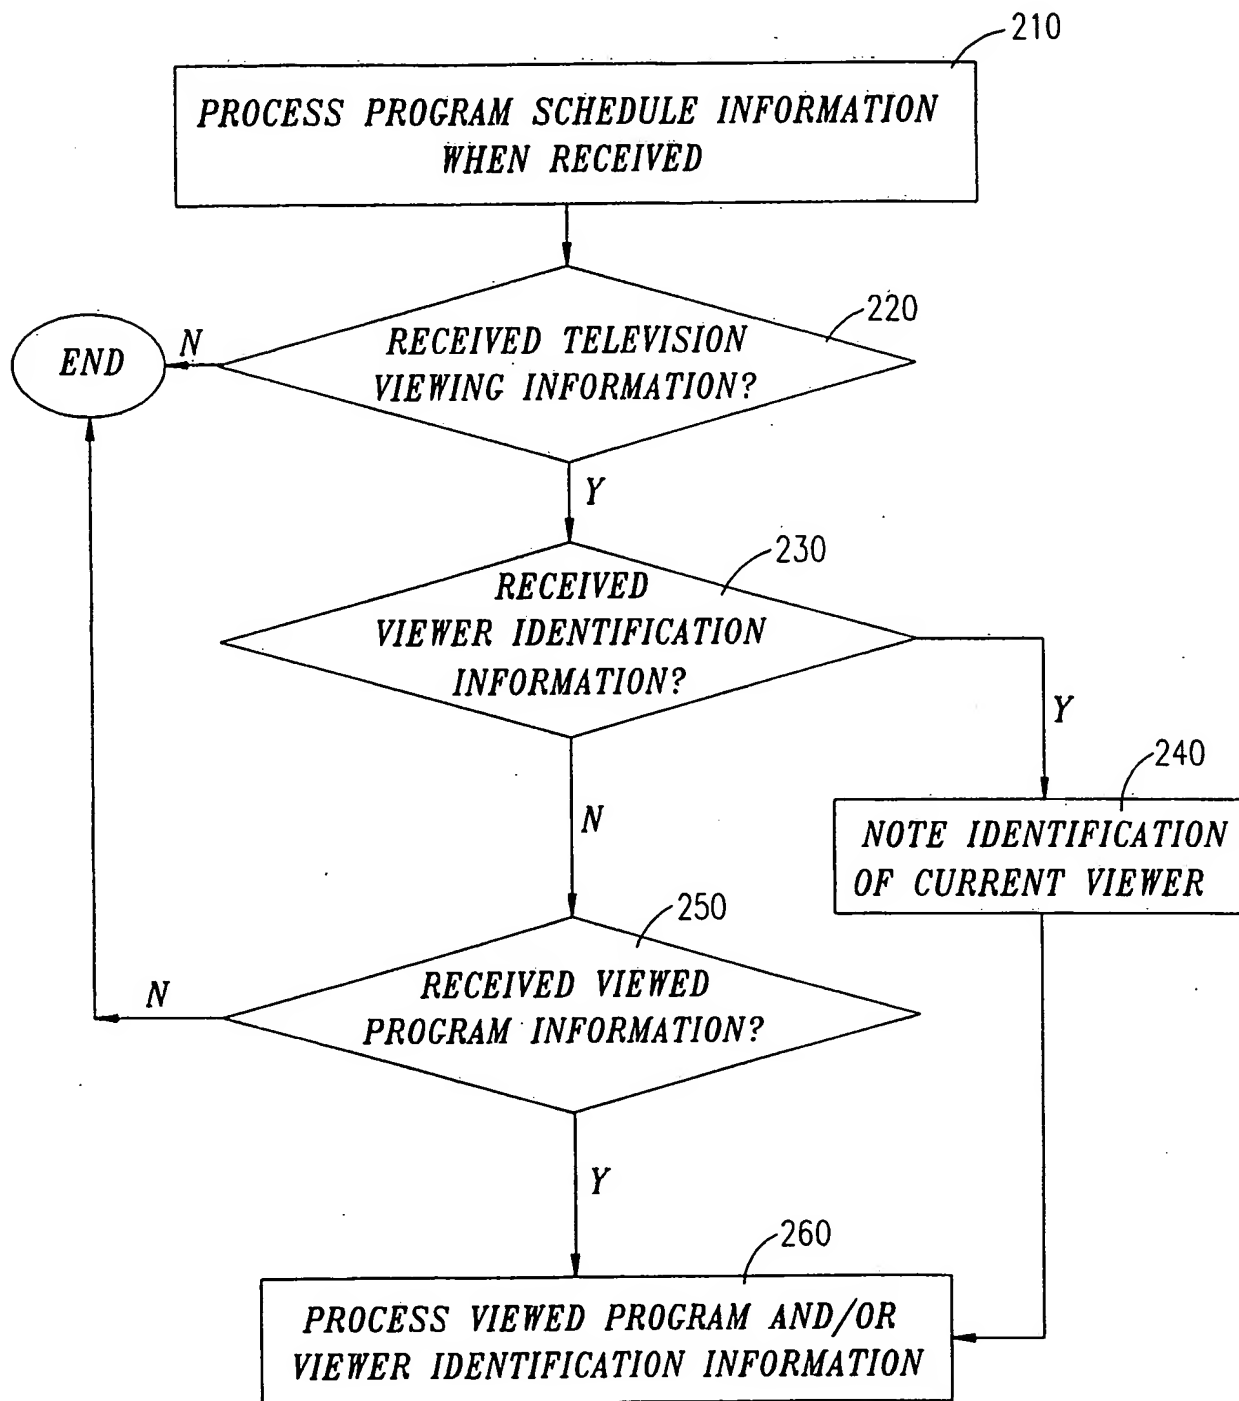 210
PROCESS PROGRAM SCHEDULE INFORMATION
WHEN RECEIVED
220
RECEIVED TELEVISION
VIEWING INFORMATION?
N
END
Y
230
RECEIVED
VIEWER IDENTIFICATION
INFORMATION?
Y
240
NOTE IDENTIFICATION
OF CURRENT VIEWER
N
250
RECEIVED VIEWED
PROGRAM INFORMATION?
N
Y
260
PROCESS VIEWED PROGRAM AND/OR
VIEWER IDENTIFICATION INFORMATION